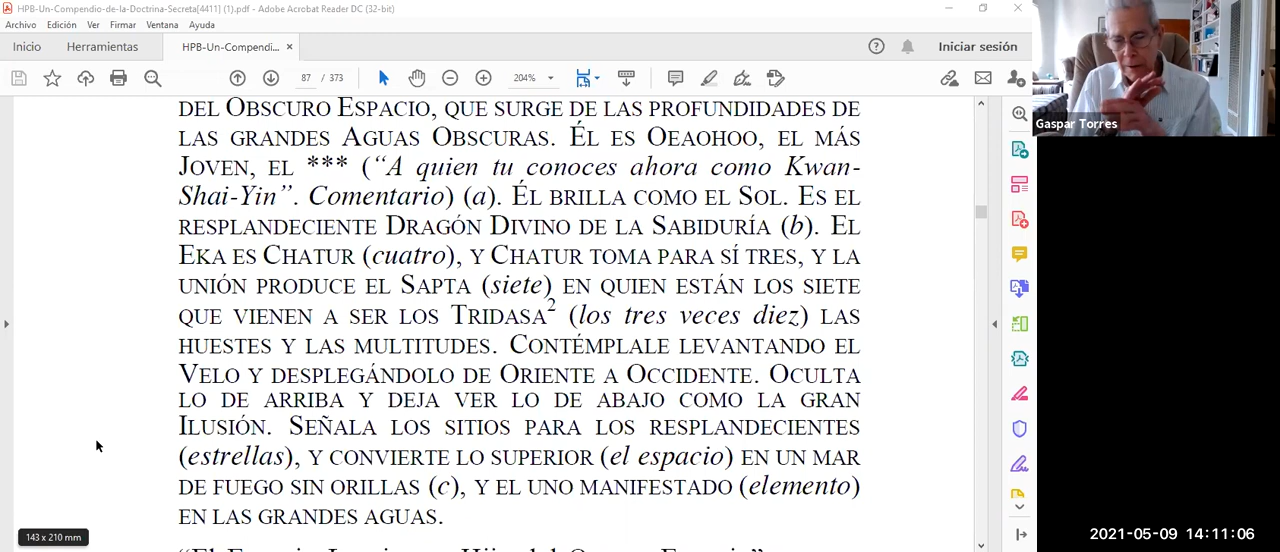 HPB-Un-Compendio-de-la-Doctrina-Secreta[4411] (1).pdf - Adobe Acrobat Reader DC (32-bit)
Archivo Edición Ver Firmar Ventana Ayuda
Inicio Herramientas HPB-Un-Compendi... × Iniciar sesión
87 / 373 204%
DEL OBSCURO ESPACIO, QUE SURGE DE LAS PROFUNDIDADES DE
LAS GRANDES AGUAS OBSCURAS. ÉL ES OEAOHOO, EL MÁS
JOVEN, EL *** (“A quien tu conoces ahora como Kwan-
Shai-Yin”. Comentario) (a). ÉL BRILLA COMO EL SOL. ES EL
RESPLANDECIENTE DRAGÓN DIVINO DE LA SABIDURÍA (b). EL
EKA ES CHATUR (cuatro), Y CHATUR TOMA PARA SÍ TRES, Y LA
UNIÓN PRODUCE EL SAPTA (siete) EN QUIEN ESTÁN LOS SIETE
QUE VIENEN A SER LOS TRIDASA2 (los tres veces diez) LAS
HUESTES Y LAS MULTITUDES. CONTÉMPLALE LEVANTANDO EL
VELO Y DESPLEGÁNDOLO DE ORIENTE A OCCIDENTE. OCULTA
LO DE ARRIBA Y DEJA VER LO DE ABAJO COMO LA GRAN
ILUSIÓN. SEÑALA LOS SITIOS PARA LOS RESPLANDECIENTES
(estrellas), Y CONVIERTE LO SUPERIOR (el espacio) EN UN MAR
DE FUEGO SIN ORILLAS (c), Y EL UNO MANIFESTADO (elemento)
EN LAS GRANDES AGUAS.
143 x 210 mm
Gaspar Torres
2021-05-09 14:11:06